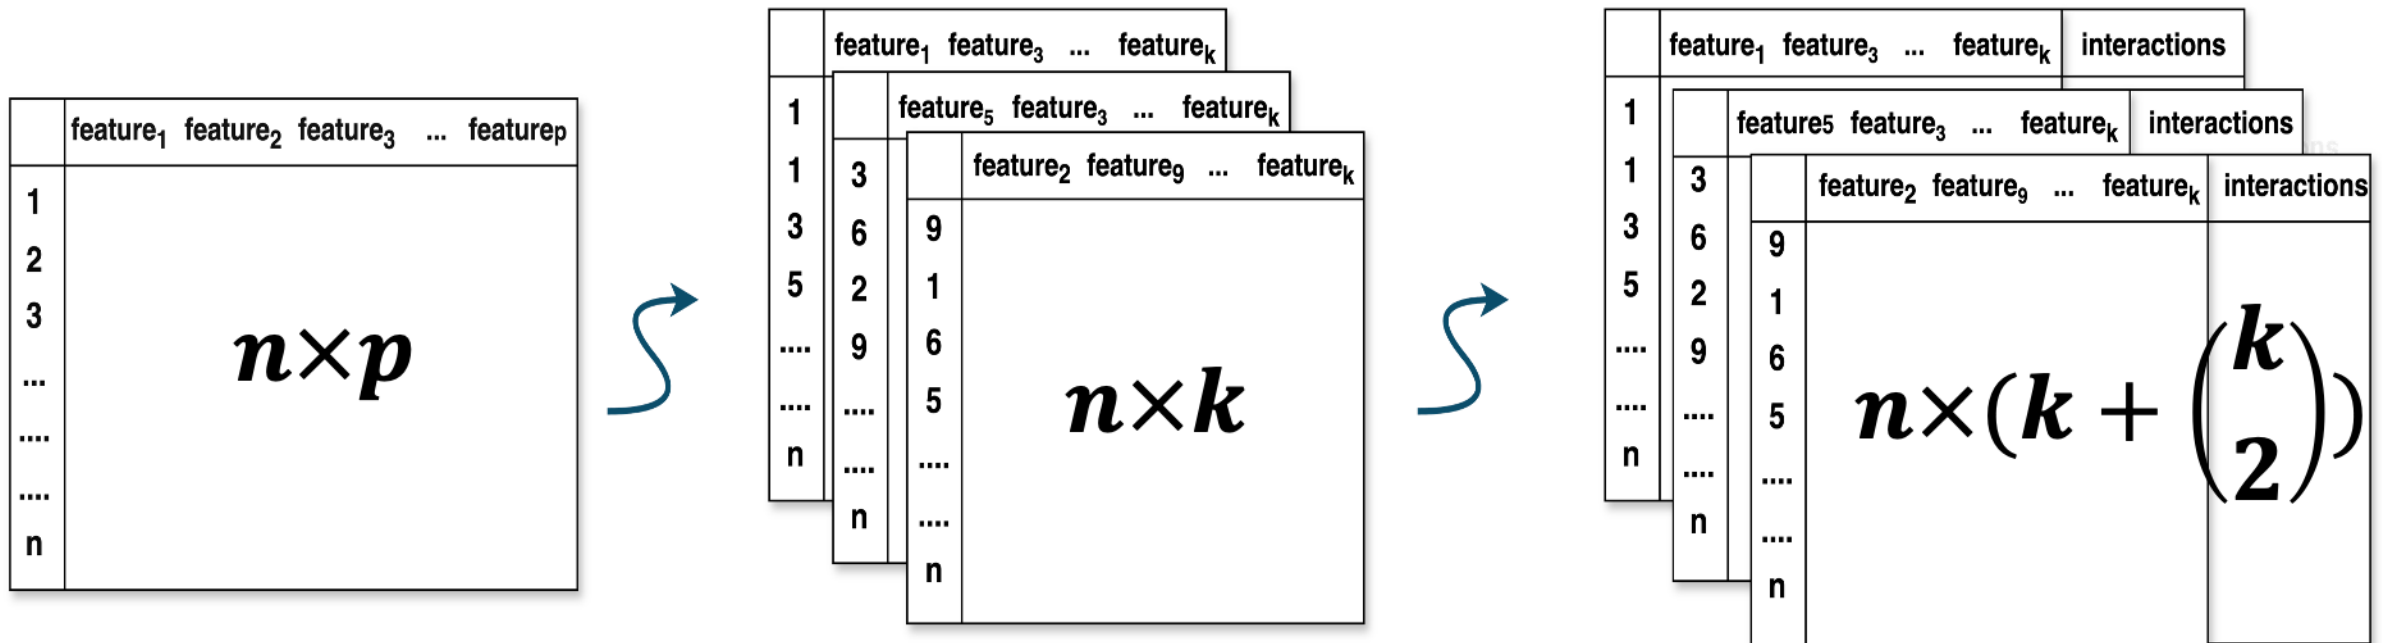 feature1 feature2 feature3 ... featurep
1
2
3
...
....
....
n
n×p
feature1 feature3 ... featurek
1
1
3
5
....
....
n
feature5 feature3 ... featurek
3
6
2
9
....
....
n
feature2 feature9 ... featurek
9
1
6
5
....
....
n
n×k
feature1 feature3 ... featurek interactions
1
1
3
5
....
....
n
feature5 feature3 ... featurek interactions
3
6
2
9
....
....
n
feature2 feature9 ... featurek interactions
9
1
6
5
....
....
n
n×(k + (k 2))